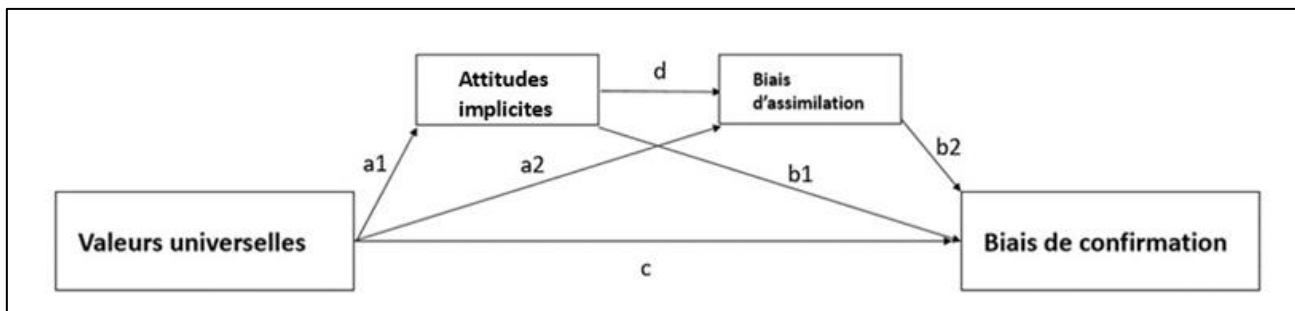 Attitudes
implicites
d
Biais
d'assimilation
a1
a2
b1
b2
Valeurs universelles
Biais de confirmation
c